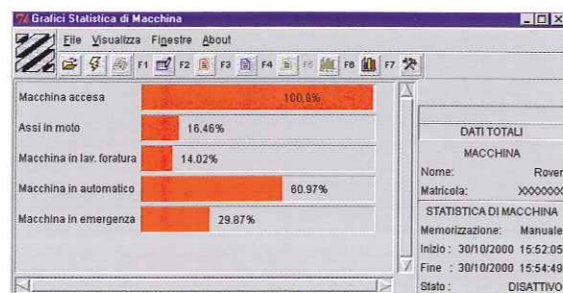 Grafici Statistica di Macchina
File Visualizza Finestre About
F1 F2 F3 F4 F5 F6 F7
Macchina accesa 100.0%
Assi in moto 16.46%
Macchina in lav. foratura 14.02%
Macchina in automatico 60.97%
Macchina in emergenza 29.87%
DATI TOTALI
MACCHINA
Nome: Rover
Matricola: XXXXXXX
STATISTICA DI MACCHINA
Memorizzazione: Manuale
Inizio : 30/10/2000 15:52:05
Fine : 30/10/2000 15:54:49
Stato : DISATTIVO